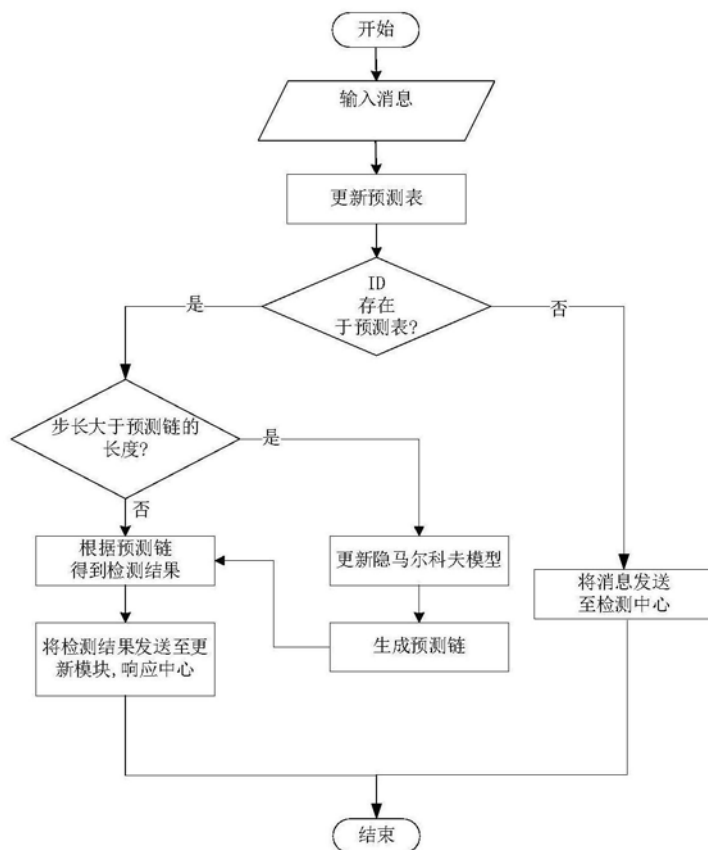 开始
输入消息
更新预测表
ID
存在
于预测表?
是
否
步长大于预测链的
长度?
是
否
根据预测链
得到检测结果
更新隐马尔科夫模型
将消息发送
至检测中心
将检测结果发送至更
新模块,响应中心
生成预测链
结束